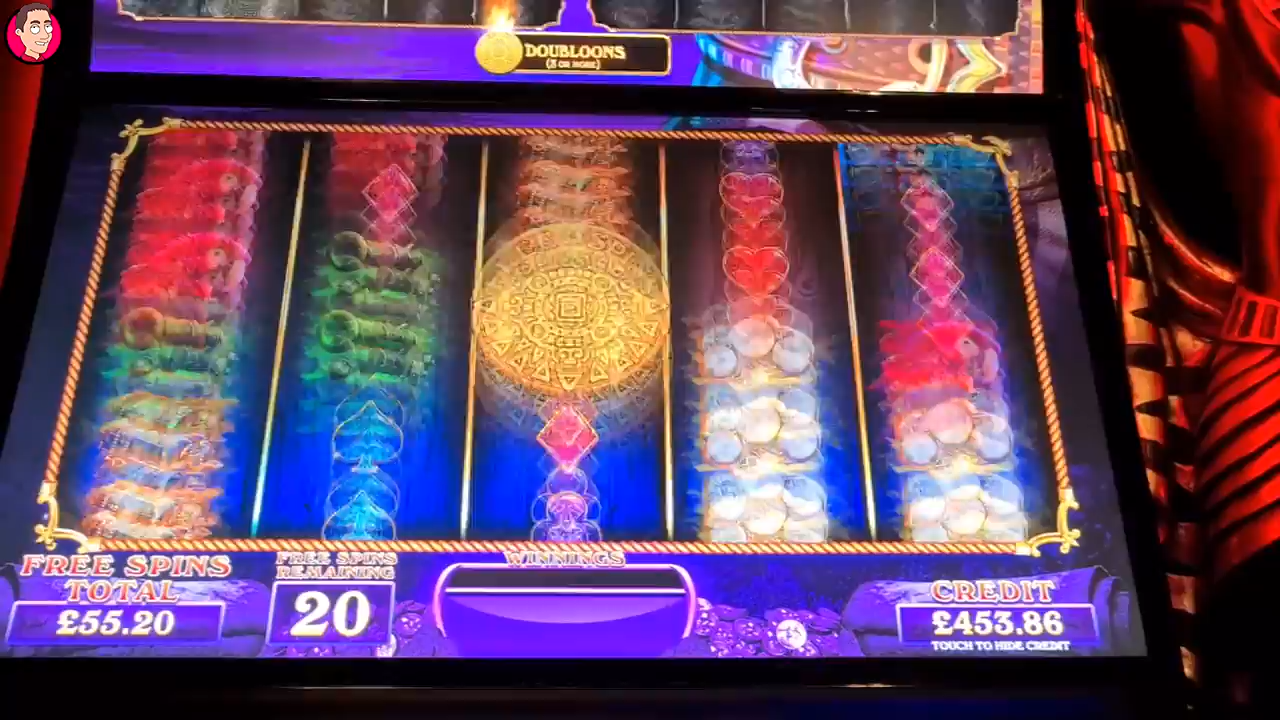 DOUBLOONS
(3 OR MORE)
FREE SPINS
TOTAL
£55.20
FREE SPINS
REMAINING
20
WINNINGS
CREDIT
£453.86
TOUCH TO HIDE CREDIT